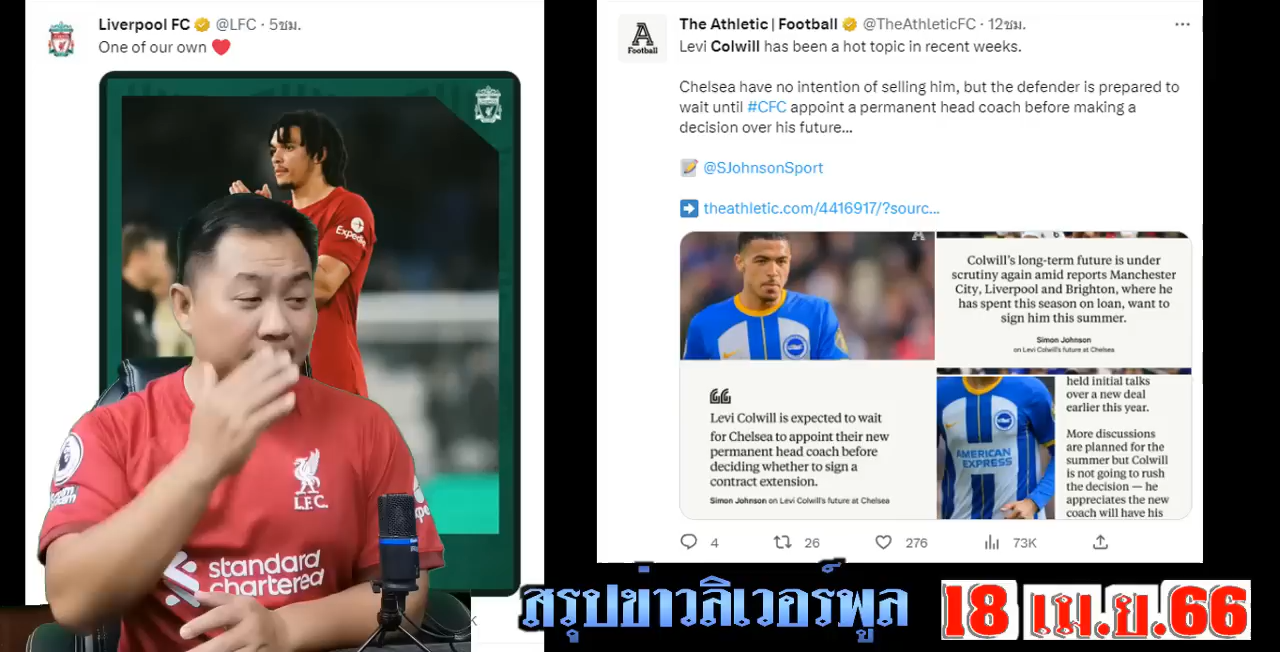 Liverpool FC @LFC · 5ชม.
One of our own ❤️
Expedi
L.F.C.
standard
chartered
The Athletic | Football @TheAthleticFC · 12ชม.
A
Football
Levi Colwill has been a hot topic in recent weeks.
Chelsea have no intention of selling him, but the defender is prepared to
wait until #CFC appoint a permanent head coach before making a
decision over his future...
📝 @SJohnsonSport
➡️ theathletic.com/4416917/?sourc...
A
Colwill's long-term future is under
scrutiny again amid reports Manchester
City, Liverpool and Brighton, where he
has spent this season on loan, want to
sign him this summer.
Simon Johnson
on Levi Colwill's future at Chelsea
Levi Colwill is expected to wait
for Chelsea to appoint their new
permanent head coach before
deciding whether to sign a
contract extension.
Simon Johnson on Levi Colwill's future at Chelsea
AMERICAN
EXPRESS
held initial talks
over a new deal
earlier this year.
More discussions
are planned for the
summer but Colwill
is not going to rush
the decision — he
appreciates the new
coach will have his
4 26 276 73K
สรุปข่าวลิเวอร์พูล 18 เม.ย.66